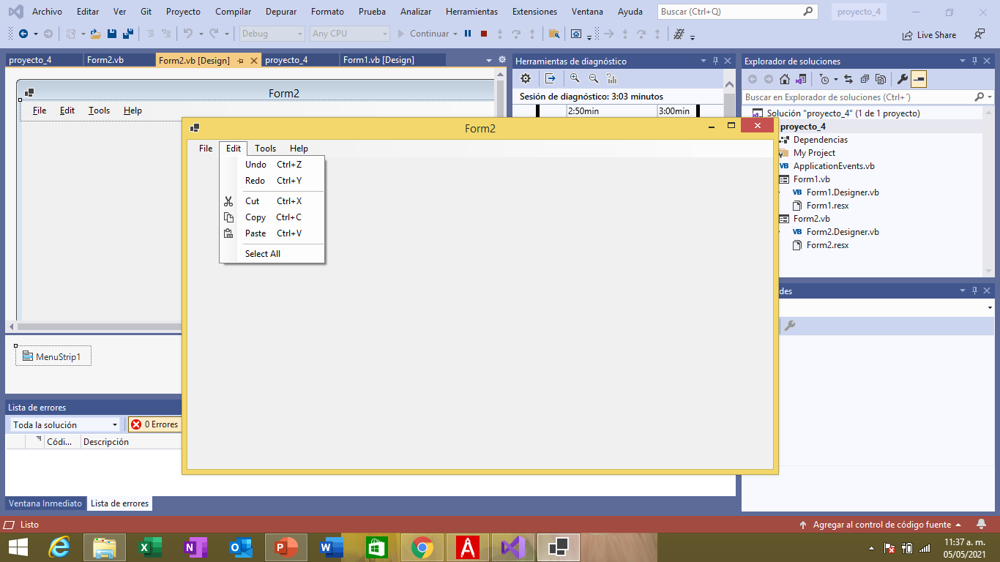 Archivo Editar Ver Git Proyecto Compilar Depurar Formato Prueba Analizar Herramientas Extensiones Ventana Ayuda Buscar (Ctrl+Q) proyecto_4
Debug Any CPU Continuar Live Share
proyecto_4 Form2.vb Form2.vb [Design] proyecto_4 Form1.vb [Design]
Form2
File Edit Tools Help
MenuStrip1
Herramientas de diagnóstico
Sesión de diagnóstico: 3:03 minutos
2:50min 3:00min
Explorador de soluciones
Buscar en Explorador de soluciones (Ctrl+´)
Solución "proyecto_4" (1 de 1 proyecto)
proyecto_4
Dependencias
My Project
VB ApplicationEvents.vb
Form1.vb
VB Form1.Designer.vb
Form1.resx
Form2.vb
VB Form2.Designer.vb
Form2.resx
des
Form2
File Edit Tools Help
Undo Ctrl+Z
Redo Ctrl+Y
Cut Ctrl+X
Copy Ctrl+C
Paste Ctrl+V
Select All
Lista de errores
Toda la solución 0 Errores
Códi... Descripción
Ventana Inmediato Lista de errores
Listo Agregar al control de código fuente
11:37 a. m.
05/05/2021